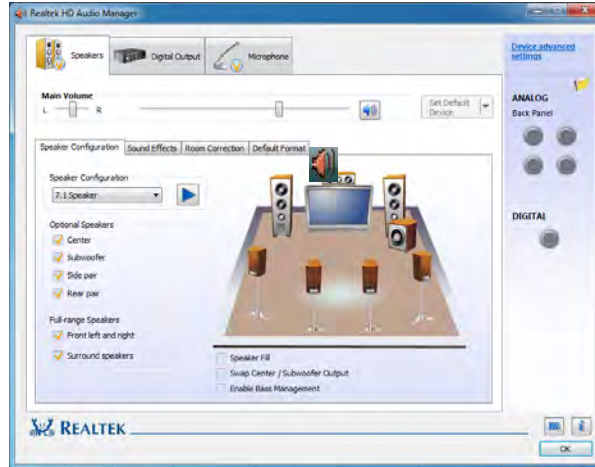 Realtek HD Audio Manager
Speakers
Digital Output
Microphone
Device advanced
settings
Main Volume
L
R
Set Default
Device
ANALOG
Back Panel
Speaker Configuration
Sound Effects
Room Correction
Default Format
Speaker Configuration
7.1 Speaker
Optional Speakers
Center
Subwoofer
Side pair
Rear pair
DIGITAL
Full-range Speakers
Front left and right
Surround speakers
Speaker Fill
Swap Center / Subwoofer Output
Enable Bass Management
REALTEK
OK